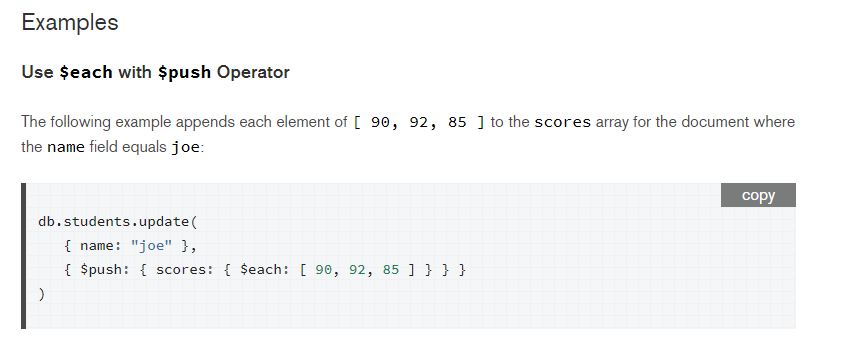 Examples
Use $each with $push Operator
The following example appends each element of [ 90, 92, 85 ] to the scores array for the document where
the name field equals joe:
copy
db.students.update(
{ name: "joe" },
{ $push: { scores: { $each: [ 90, 92, 85 ] } } }
)